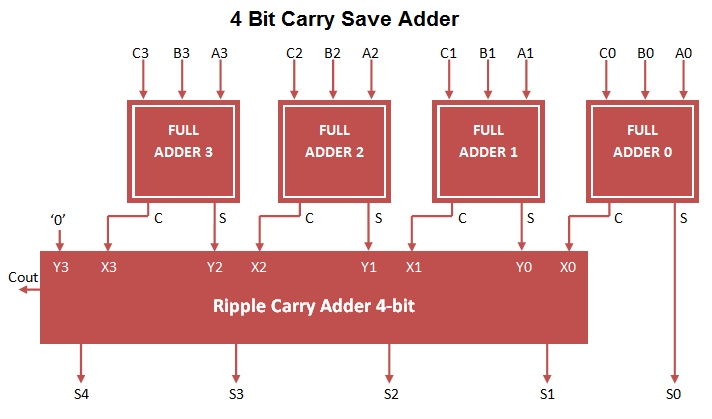 4 Bit Carry Save Adder
C3 B3 A3 C2 B2 A2 C1 B1 A1 C0 B0 A0
FULL ADDER 3
FULL ADDER 2
FULL ADDER 1
FULL ADDER 0
‘0’ C S C S C S C S
Y3 X3 Y2 X2 Y1 X1 Y0 X0
Cout
Ripple Carry Adder 4-bit
S4 S3 S2 S1 S0